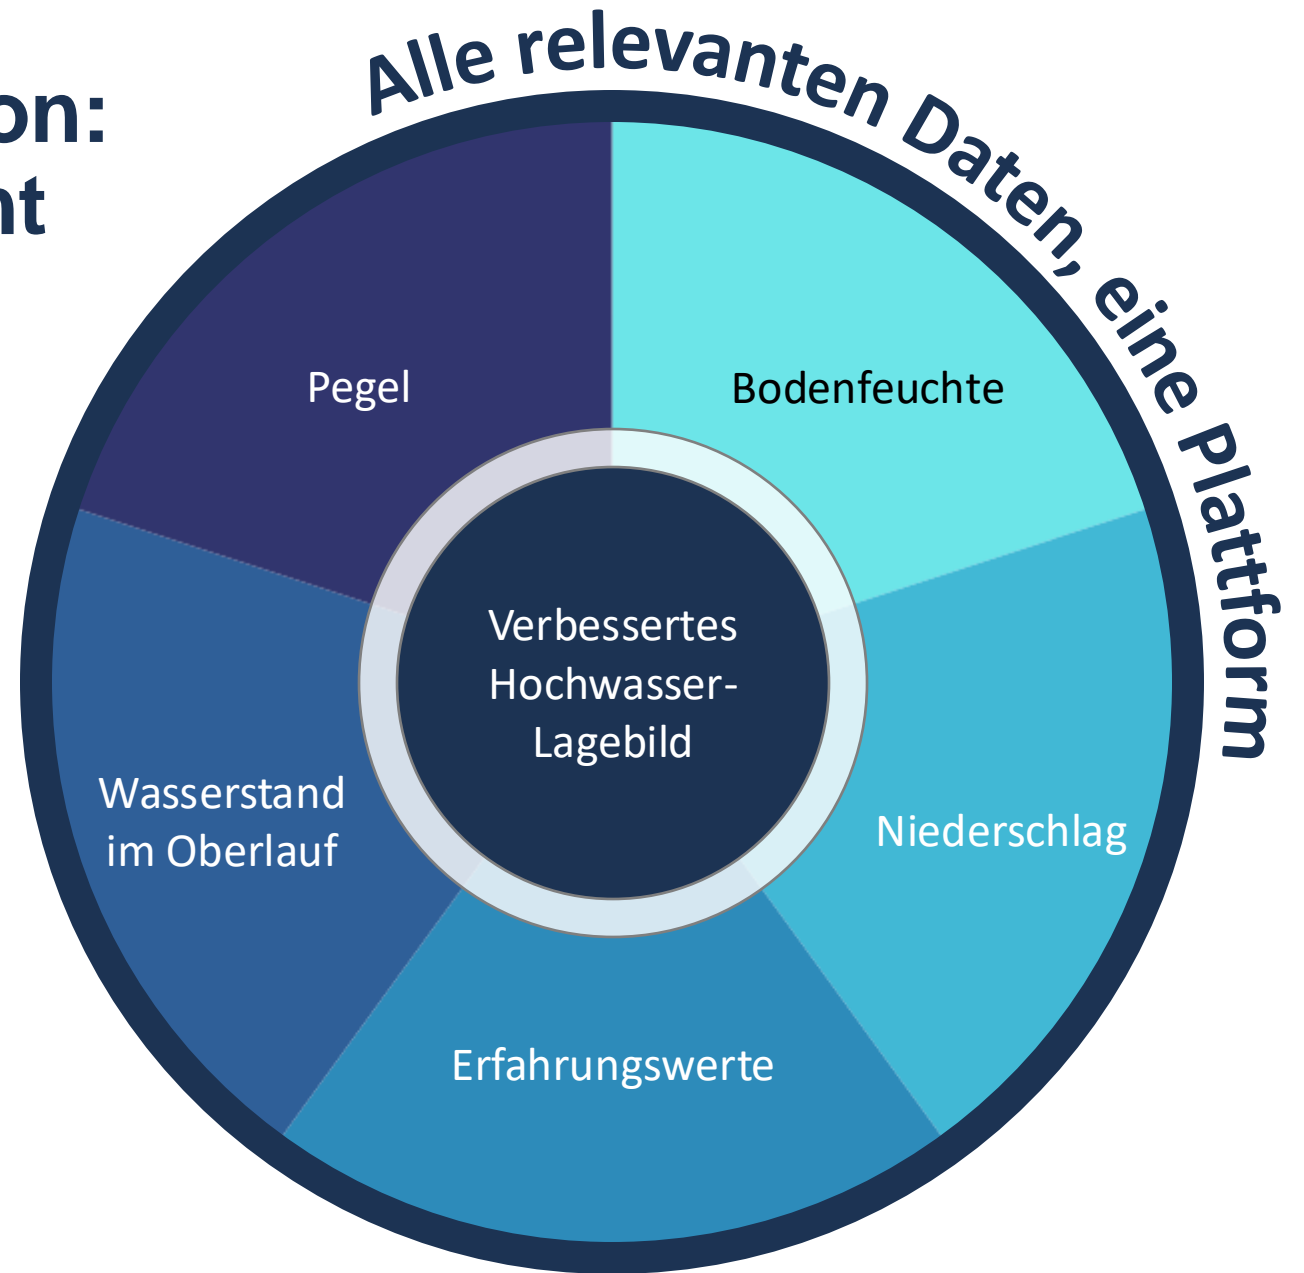 on:
nt
Alle relevanten Daten, eine Plattform
Pegel
Bodenfeuchte
Verbessertes
Hochwasser-
Lagebild
Wasserstand
im Oberlauf
Niederschlag
Erfahrungswerte